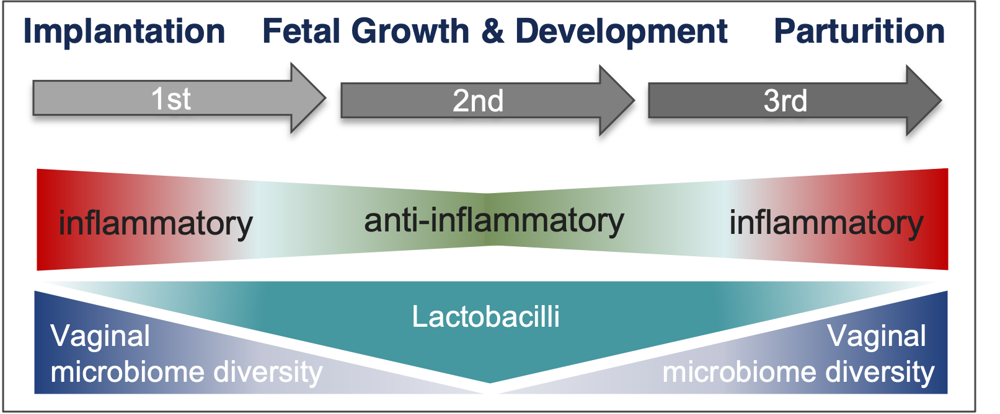 Implantation Fetal Growth & Development Parturition
1st 2nd 3rd
inflammatory anti-inflammatory inflammatory
Lactobacilli
Vaginal
microbiome diversity
Vaginal
microbiome diversity